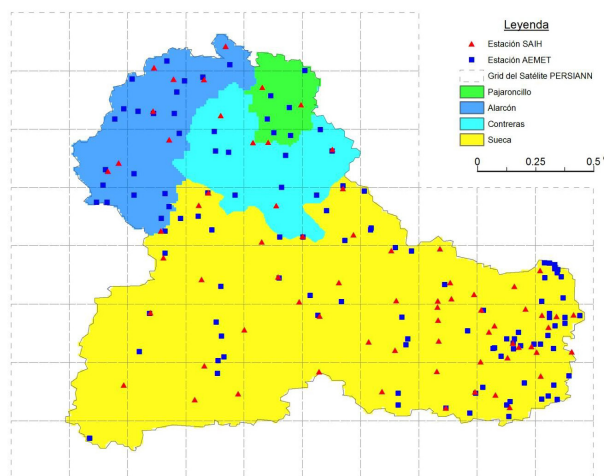 Leyenda
Estación SAIH
Estación AEMET
Grid del Satélite PERSIANN
Pajaroncillo
Alarcón
Contreras
Sueca
0 0.25 0.5 °